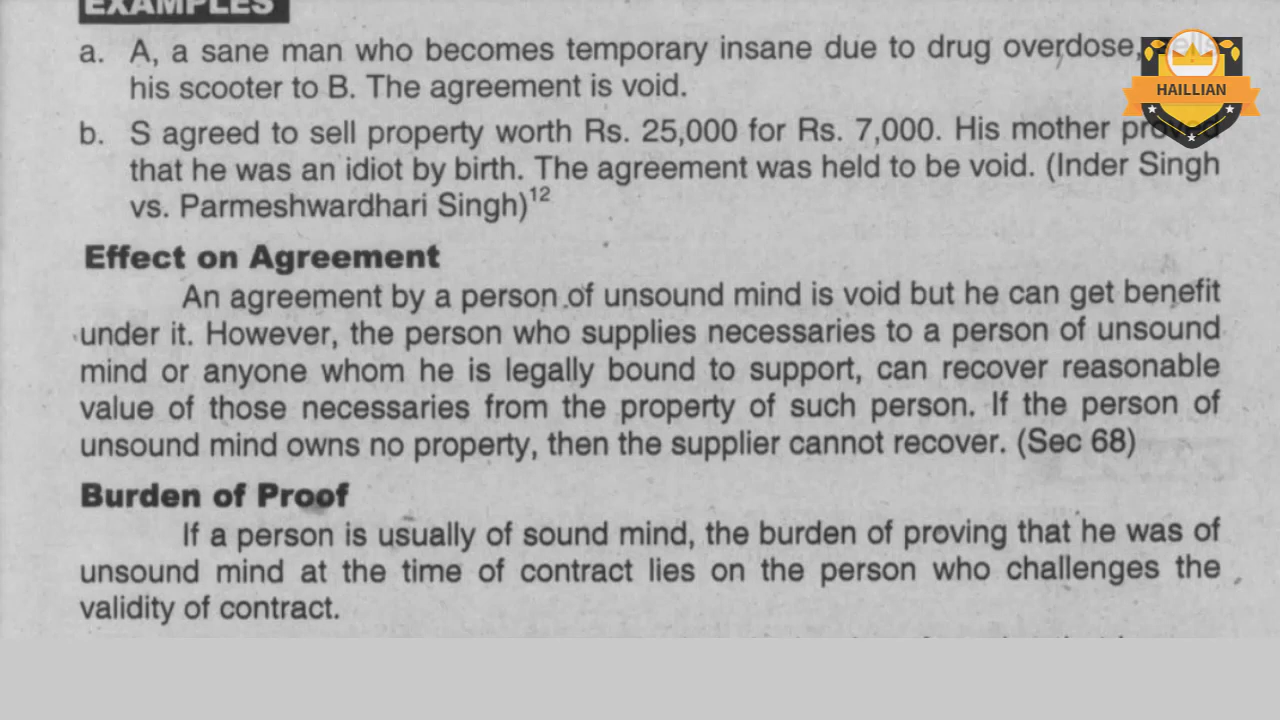 EXAMPLES
a. A, a sane man who becomes temporary insane due to drug overdose, sells
his scooter to B. The agreement is void.
b. S agreed to sell property worth Rs. 25,000 for Rs. 7,000. His mother proved
that he was an idiot by birth. The agreement was held to be void. (Inder Singh
vs. Parmeshwardhari Singh)12
Effect on Agreement
An agreement by a person of unsound mind is void but he can get benefit
under it. However, the person who supplies necessaries to a person of unsound
mind or anyone whom he is legally bound to support, can recover reasonable
value of those necessaries from the property of such person. If the person of
unsound mind owns no property, then the supplier cannot recover. (Sec 68)
Burden of Proof
If a person is usually of sound mind, the burden of proving that he was of
unsound mind at the time of contract lies on the person who challenges the
validity of contract.
HAILLIAN